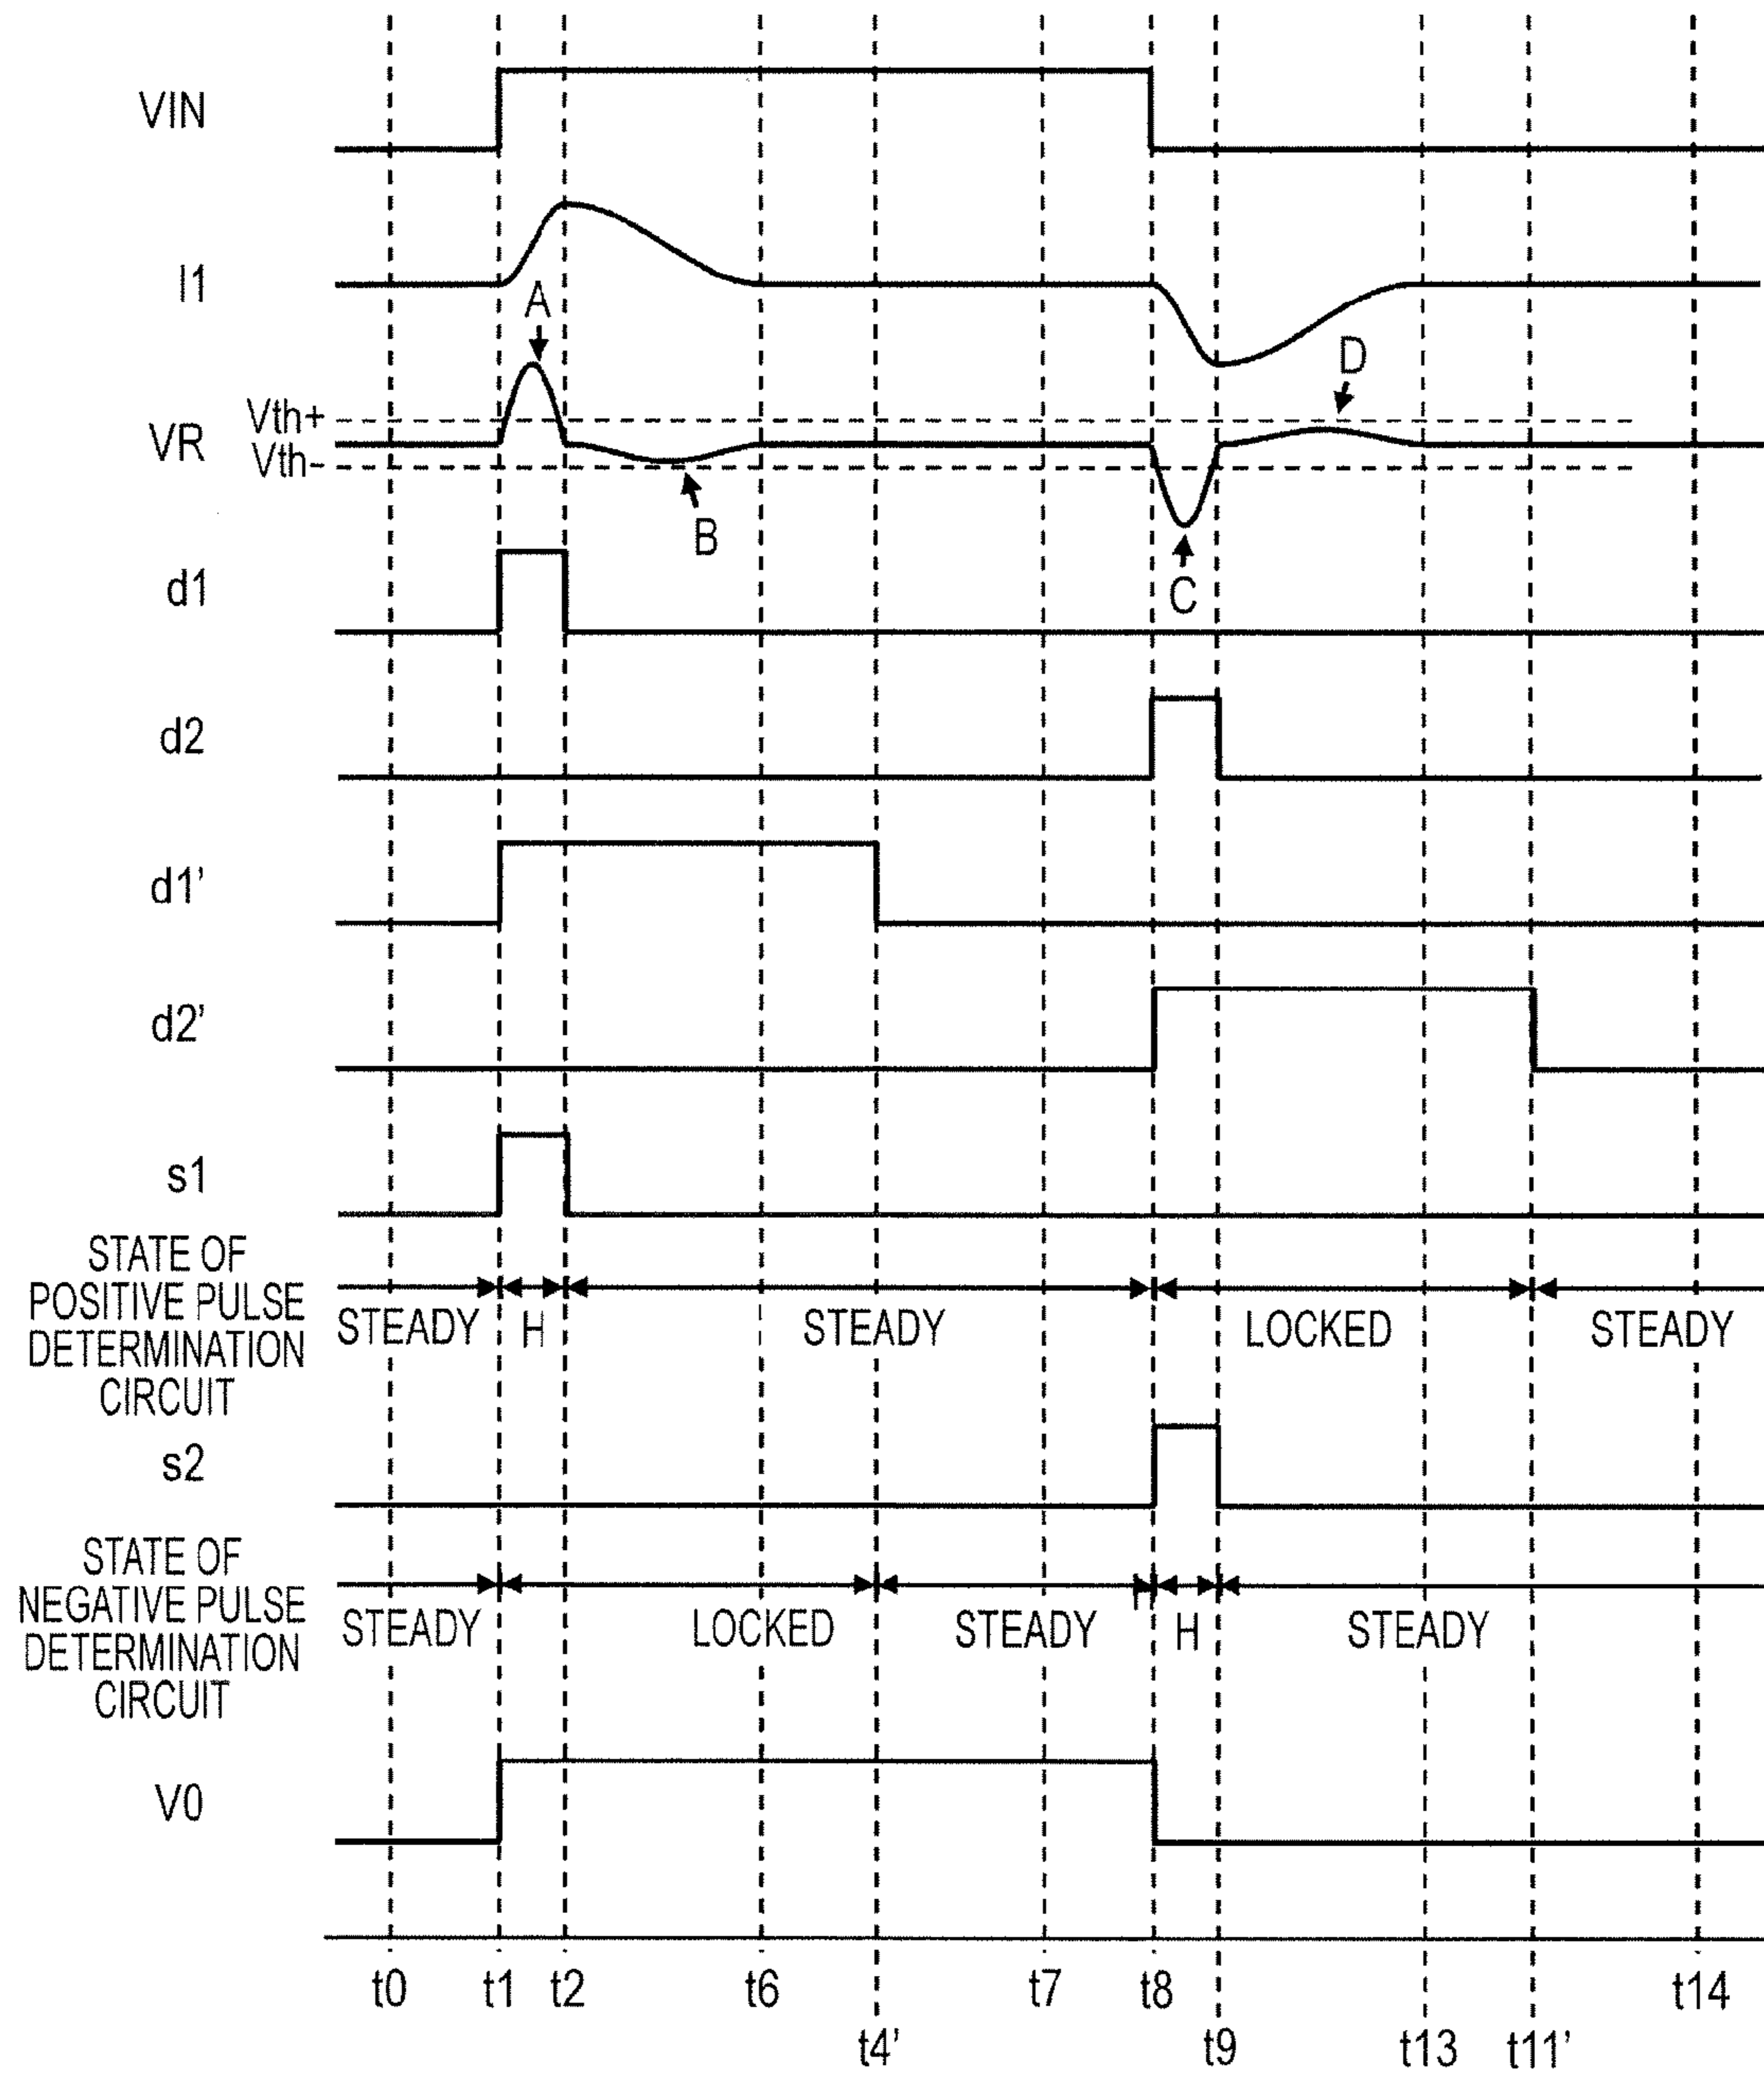 VIN
I1
A
D
Vth+
VR
Vth-
B
C
d1
d2
d1’
d2’
s1
STATE OF
POSITIVE PULSE
DETERMINATION
CIRCUIT
STEADY H STEADY LOCKED STEADY
s2
STATE OF
NEGATIVE PULSE
DETERMINATION
CIRCUIT
STEADY LOCKED STEADY H STEADY
V0
t0 t1 t2 t6 t7 t8 t14
t4’ t9 t13 t11’